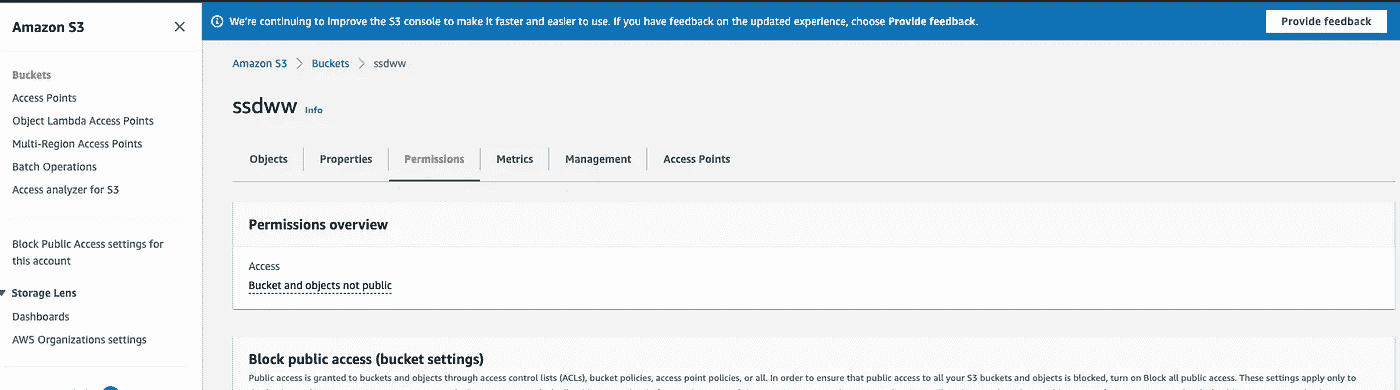 Amazon S3
We're continuing to improve the S3 console to make it faster and easier to use. If you have feedback on the updated experience, choose Provide feedback.
Provide feedback
Buckets
Access Points
Object Lambda Access Points
Multi-Region Access Points
Batch Operations
Access analyzer for S3
Block Public Access settings for
this account
Storage Lens
Dashboards
AWS Organizations settings
Amazon S3 > Buckets > ssdww
ssdww Info
Objects Properties Permissions Metrics Management Access Points
Permissions overview
Access
Bucket and objects not public
Block public access (bucket settings)
Public access is granted to buckets and objects through access control lists (ACLs), bucket policies, access point policies, or all. In order to ensure that public access to all your S3 buckets and objects is blocked, turn on Block all public access. These settings apply only to